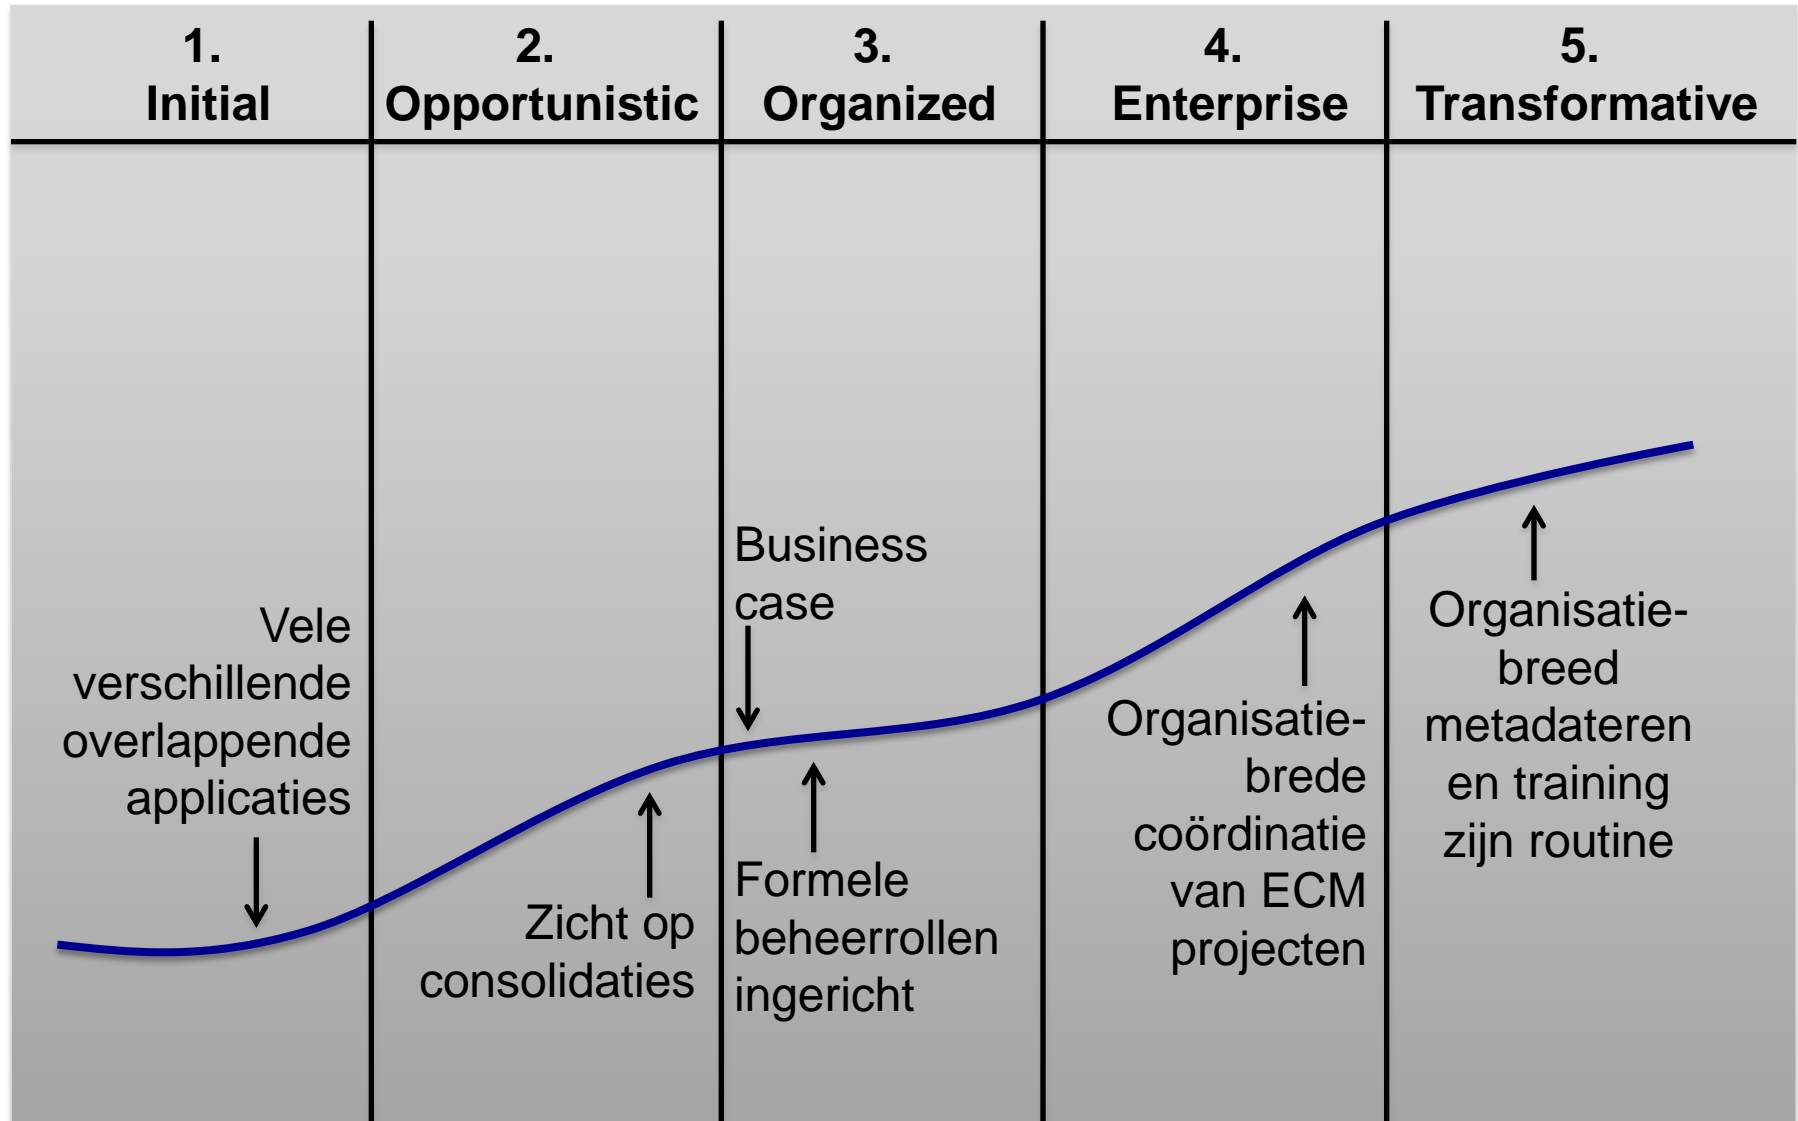 1.
Initial
2.
Opportunistic
3.
Organized
4.
Enterprise
5.
Transformative
Vele
verschillende
overlappende
applicaties
Zicht op
consolidaties
Business
case
Formele
beheerrollen
ingericht
Organisatie-
brede
coördinatie
van ECM
projecten
Organisatie-
breed
metadateren
en training
zijn routine